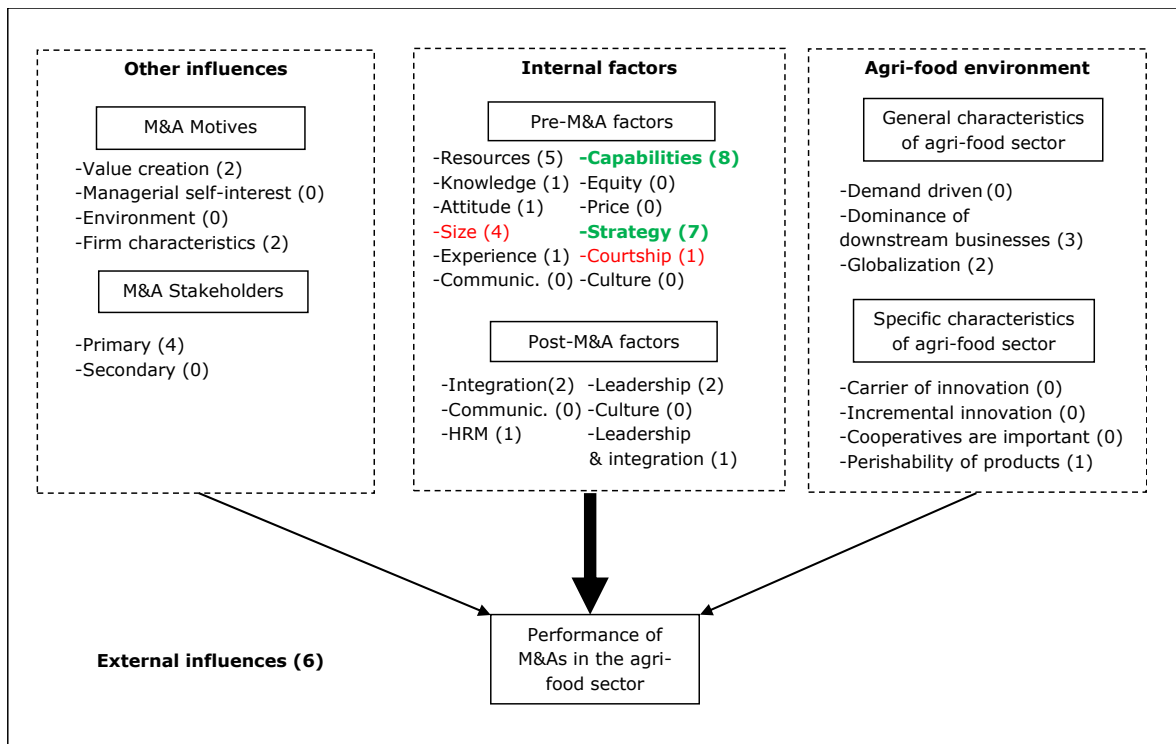 Other influences
M&A Motives
-Value creation (2)
-Managerial self-interest (0)
-Environment (0)
-Firm characteristics (2)
M&A Stakeholders
-Primary (4)
-Secondary (0)
Internal factors
Pre-M&A factors
-Resources (5) -Capabilities (8)
-Knowledge (1) -Equity (0)
-Attitude (1) -Price (0)
-Size (4) -Strategy (7)
-Experience (1) -Courtship (1)
-Communic. (0) -Culture (0)
Post-M&A factors
-Integration(2) -Leadership (2)
-Communic. (0) -Culture (0)
-HRM (1) -Leadership
& integration (1)
Agri-food environment
General characteristics
of agri-food sector
-Demand driven (0)
-Dominance of
downstream businesses (3)
-Globalization (2)
Specific characteristics
of agri-food sector
-Carrier of innovation (0)
-Incremental innovation (0)
-Cooperatives are important (0)
-Perishability of products (1)
External influences (6)
Performance of
M&As in the agri-
food sector